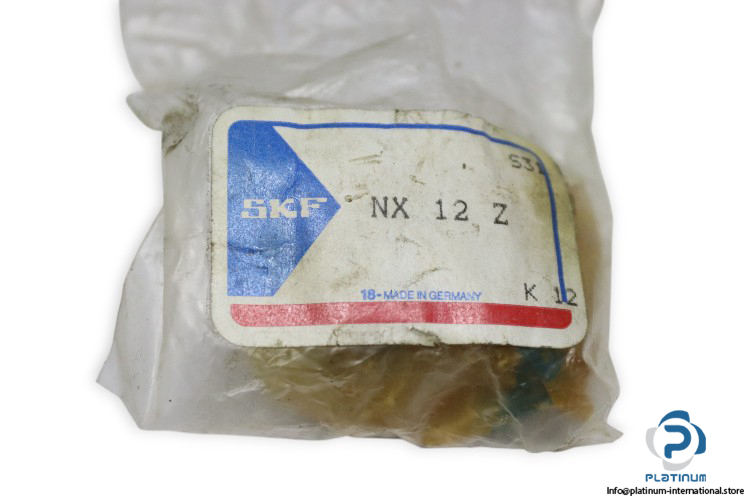 SKF
NX 12 Z
18-MADE IN GERMANY
K 12
PLATINUM
Info@platinum-international.store